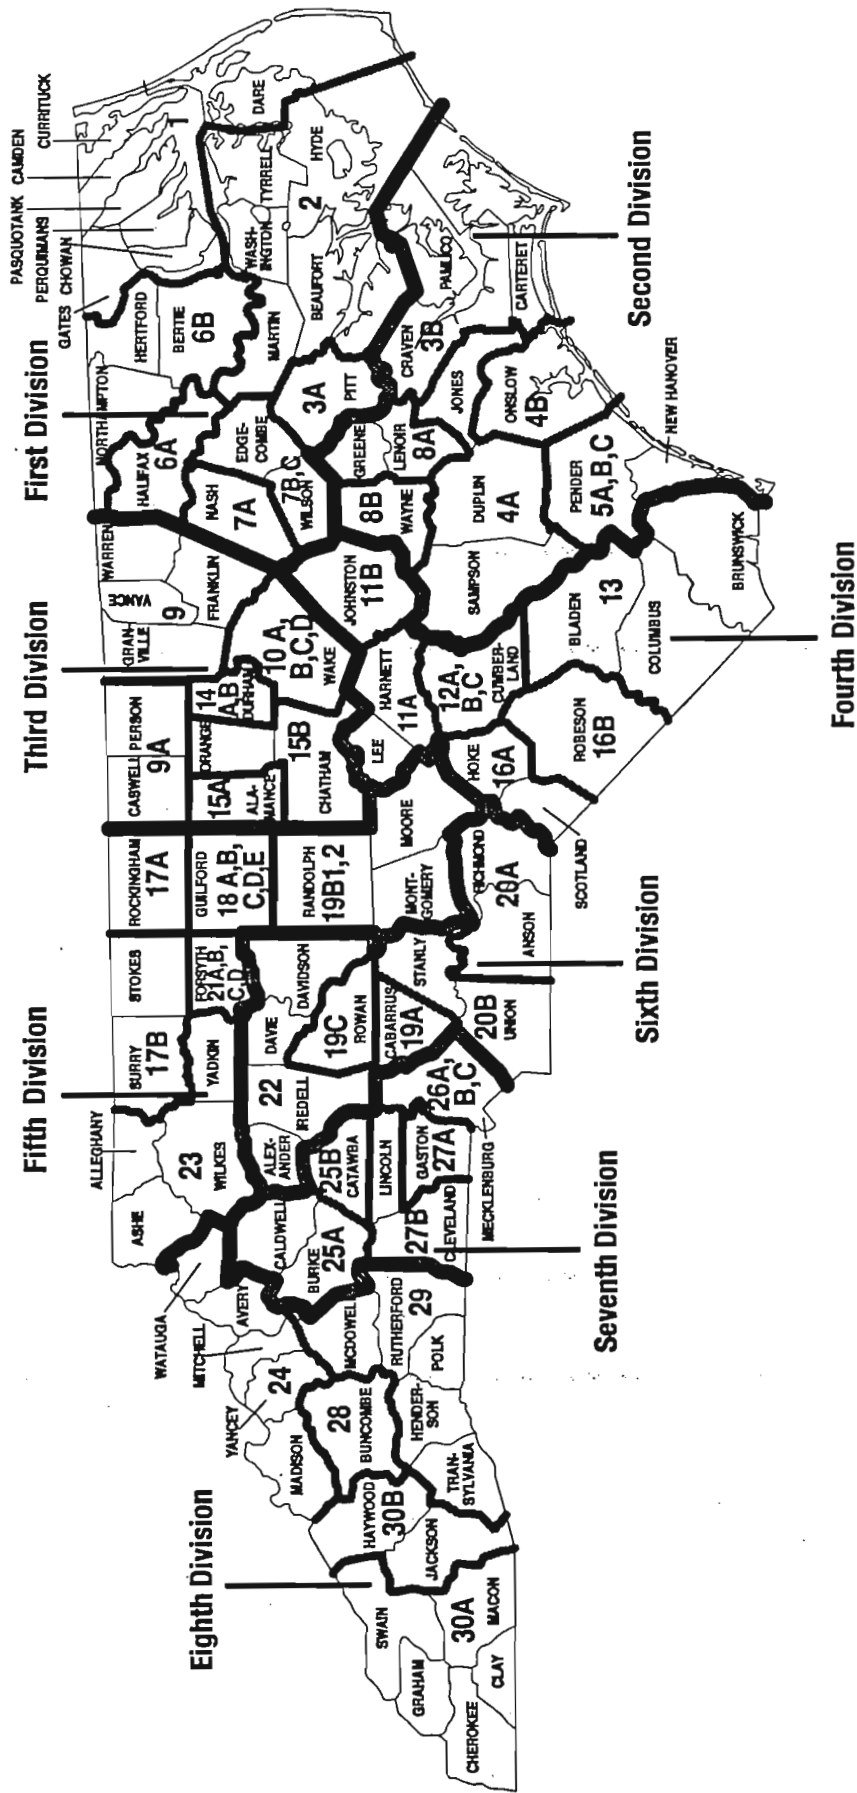 First Division
Second Division
Third Division
Fourth Division
Fifth Division
Sixth Division
Seventh Division
Eighth Division
CHEROKEE
GRAHAM
CLAY
SWAIN
MACON
30A
JACKSON
HAYWOOD
30B
TRAN-
SYLVANIA
HENDER-
SON
POLK
RUTHERFORD
29
MCDOWELL
BUNCOMBE
28
MADISON
YANCEY
24
MITCHELL
AVERY
WATAUGA
ASHE
ALLEGHANY
WILKES
23
YADKIN
CALDWELL
BURKE
25A
ALEX-
ANDER
25B
CATAWBA
LINCOLN
CLEVELAND
27B
GASTON
27A
MECKLENBURG
26A,
B,C
IREDELL
22
DAVIE
DAVIDSON
ROWAN
19C
CABARRUS
19A
STANLY
UNION
20B
ANSON
20A
RICHMOND
MONT-
GOMERY
MOORE
SURRY
17B
STOKES
FORSYTH
21A,B,
C,D
ROCKINGHAM
17A
GUILFORD
18 A,B,
C,D,E
RANDOLPH
19B1,2
CASWELL
PERSON
9A
15A
ALA-
MANCE
ORANGE
15B
CHATHAM
14
A,B
DURHAM
LEE
HARNETT
11A
SCOTLAND
HOKE
16A
ROBESON
16B
12A,
B,C
CUMBER-
LAND
BLADEN
13
COLUMBUS
BRUNSWICK
GRAN-
VILLE
VANCE
9
WARREN
FRANKLIN
10 A,
B,C,D
WAKE
JOHNSTON
11B
SAMPSON
DUPLIN
4A
PENDER
5A,B,C
NEW HANOVER
WAYNE
8B
GREENE
LENOIR
8A
JONES
ONSLOW
4B
CARTERET
CRAVEN
3B
PAMLICO
NASH
7A
EDGE-
COMBE
7B,C
WILSON
HALIFAX
6A
NORTHAMPTON
HERTFORD
BERTIE
6B
MARTIN
PITT
3A
BEAUFORT
2
WASH-
INGTON
TYRRELL
HYDE
DARE
GATES
CHOWAN
PERQUIMANS
PASQUOTANK
CAMDEN
CURRITUCK
1